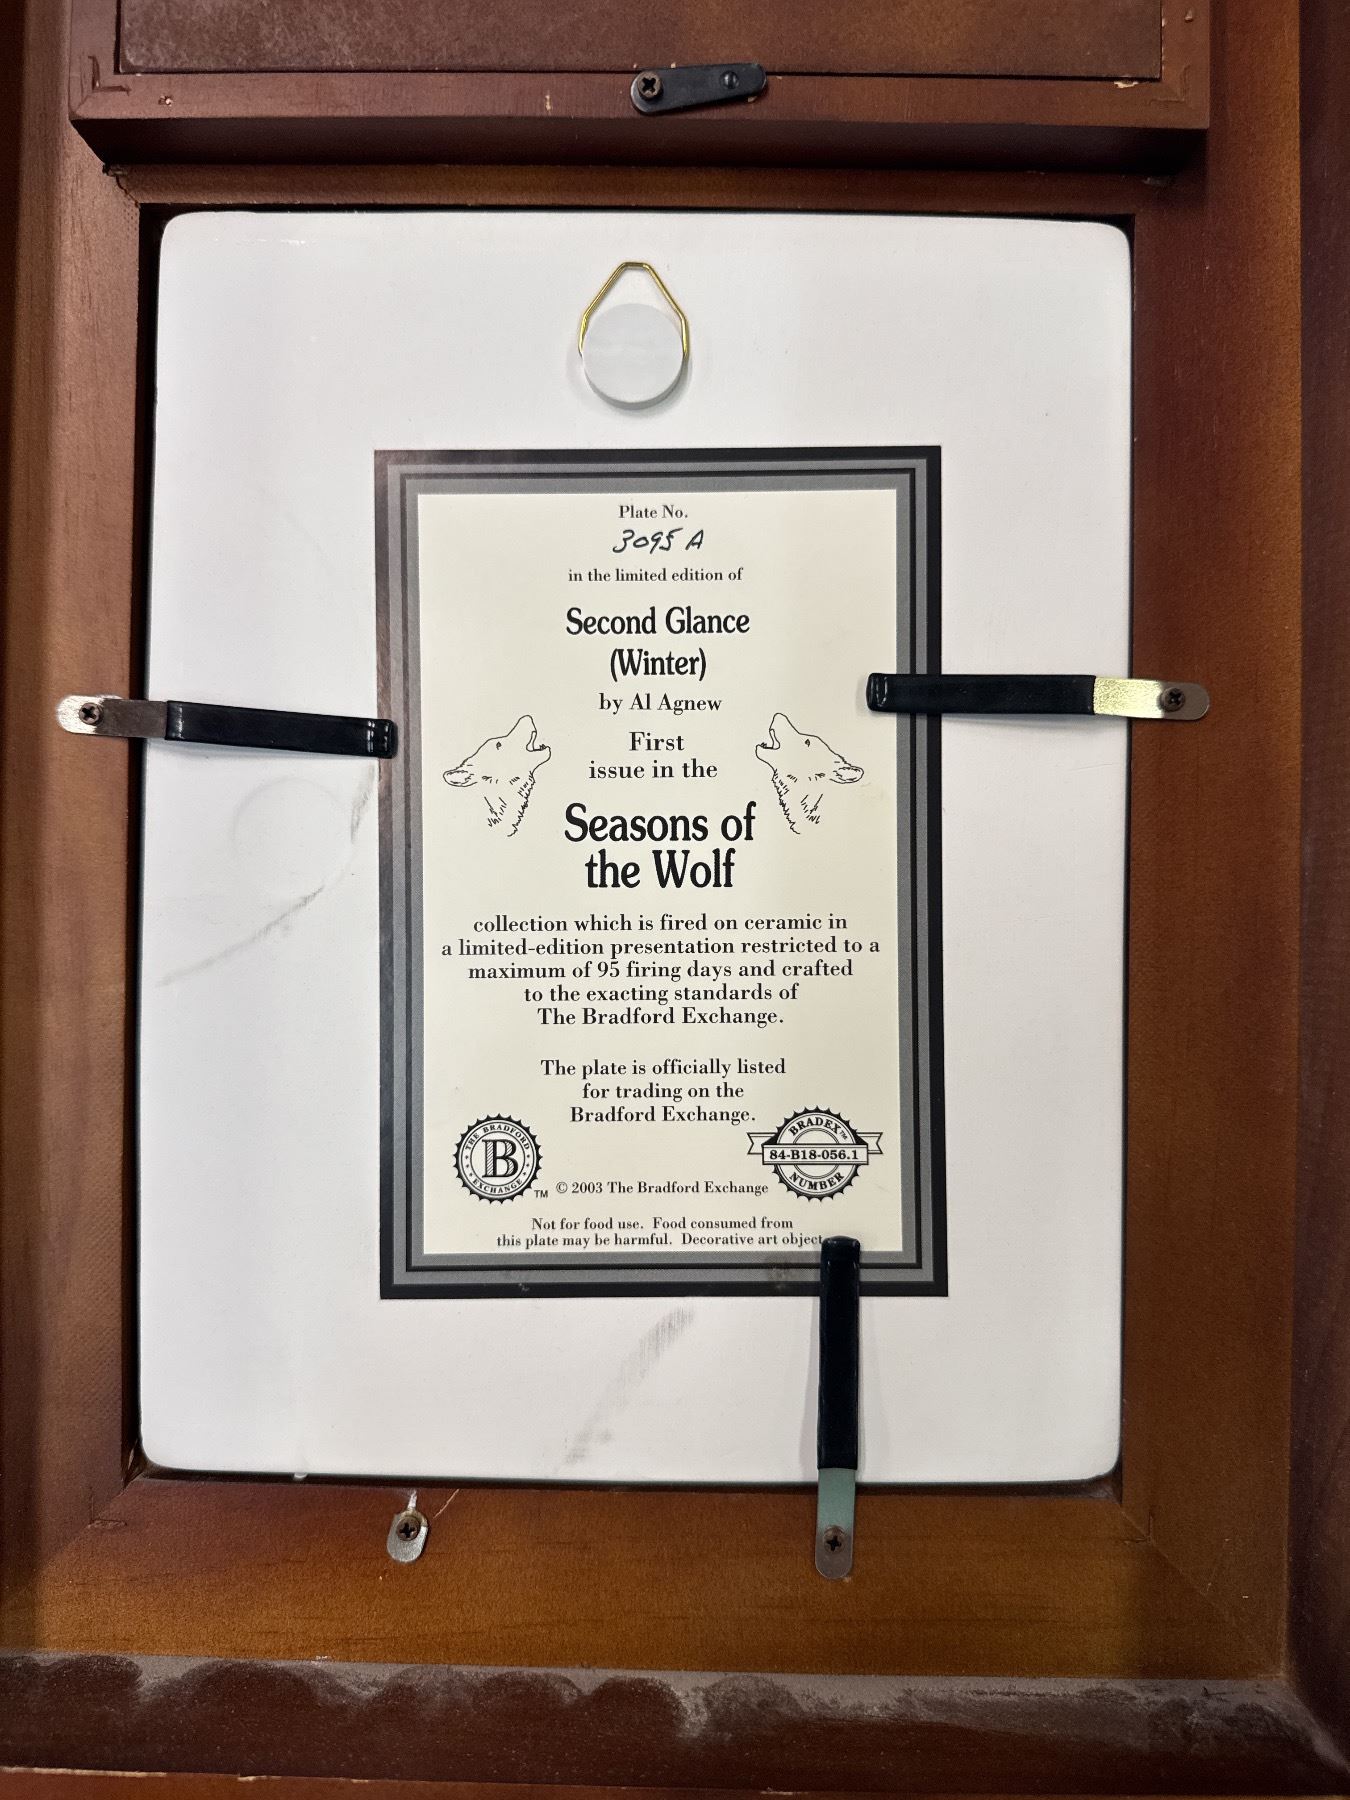 Plate No.
3095 A
in the limited edition of
Second Glance
(Winter)
by Al Agnew
First
issue in the
Seasons of
the Wolf
collection which is fired on ceramic in
a limited-edition presentation restricted to a
maximum of 95 firing days and crafted
to the exacting standards of
The Bradford Exchange.
The plate is officially listed
for trading on the
Bradford Exchange.
THE BRADFORD
B
EXCHANGE
TM
BRADEX™
84-B18-056.1
NUMBER
© 2003 The Bradford Exchange
Not for food use. Food consumed from
this plate may be harmful. Decorative art object